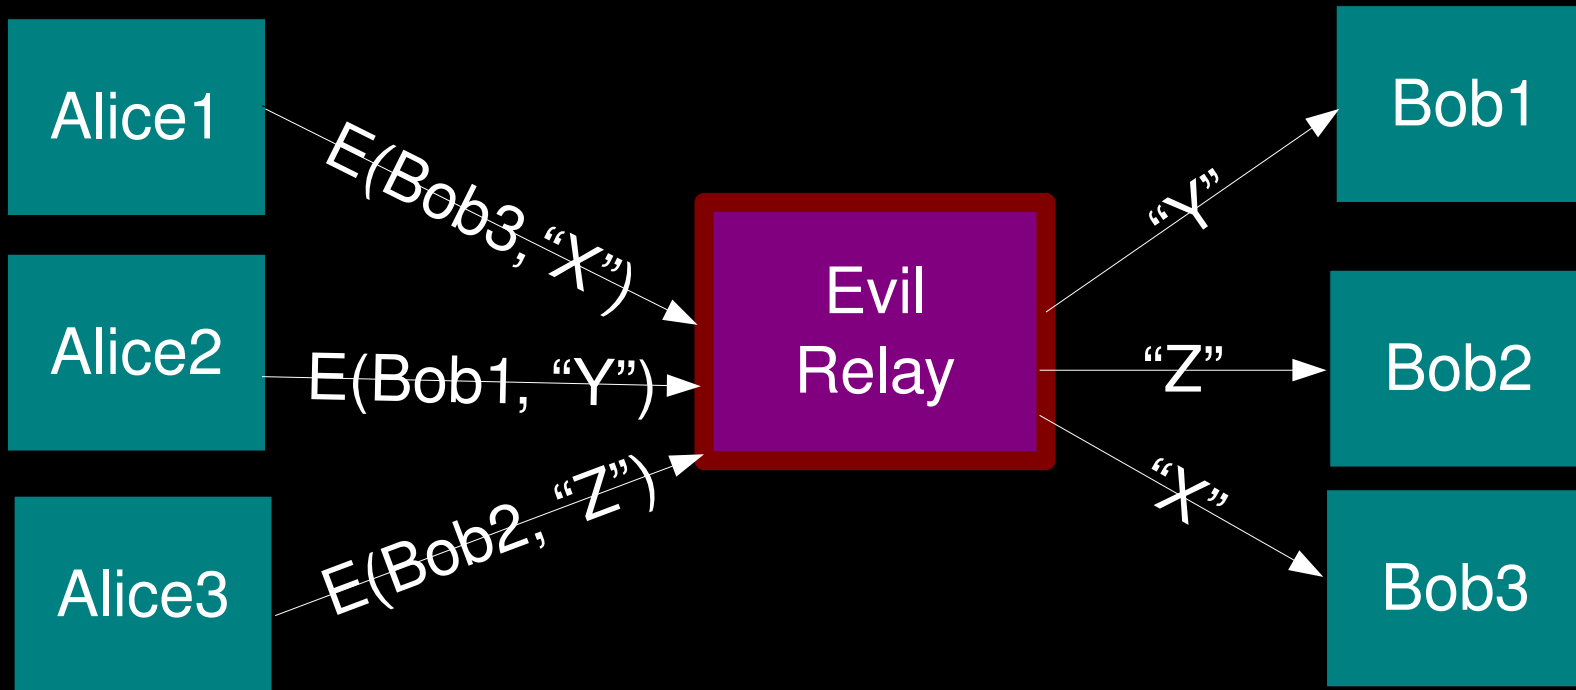 Alice1
E(Bob3, “X”)
Alice2
E(Bob1, “Y”)
Alice3
E(Bob2, “Z”)
Evil
Relay
“Y”
Bob1
“Z”
Bob2
“X”
Bob3